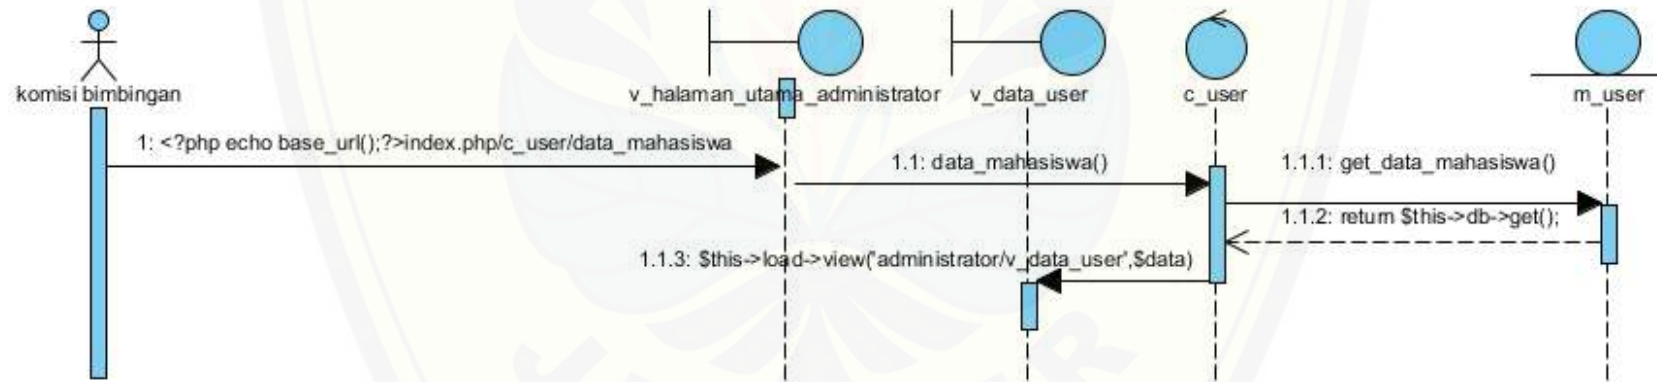 komisi bimbingan
v_halaman_utama_administrator
v_data_user
c_user
m_user
1: <?php echo base_url();?>index.php/c_user/data_mahasiswa
1.1: data_mahasiswa()
1.1.1: get_data_mahasiswa()
1.1.2: return $this->db->get();
1.1.3: $this->load->view('administrator/v_data_user',$data)